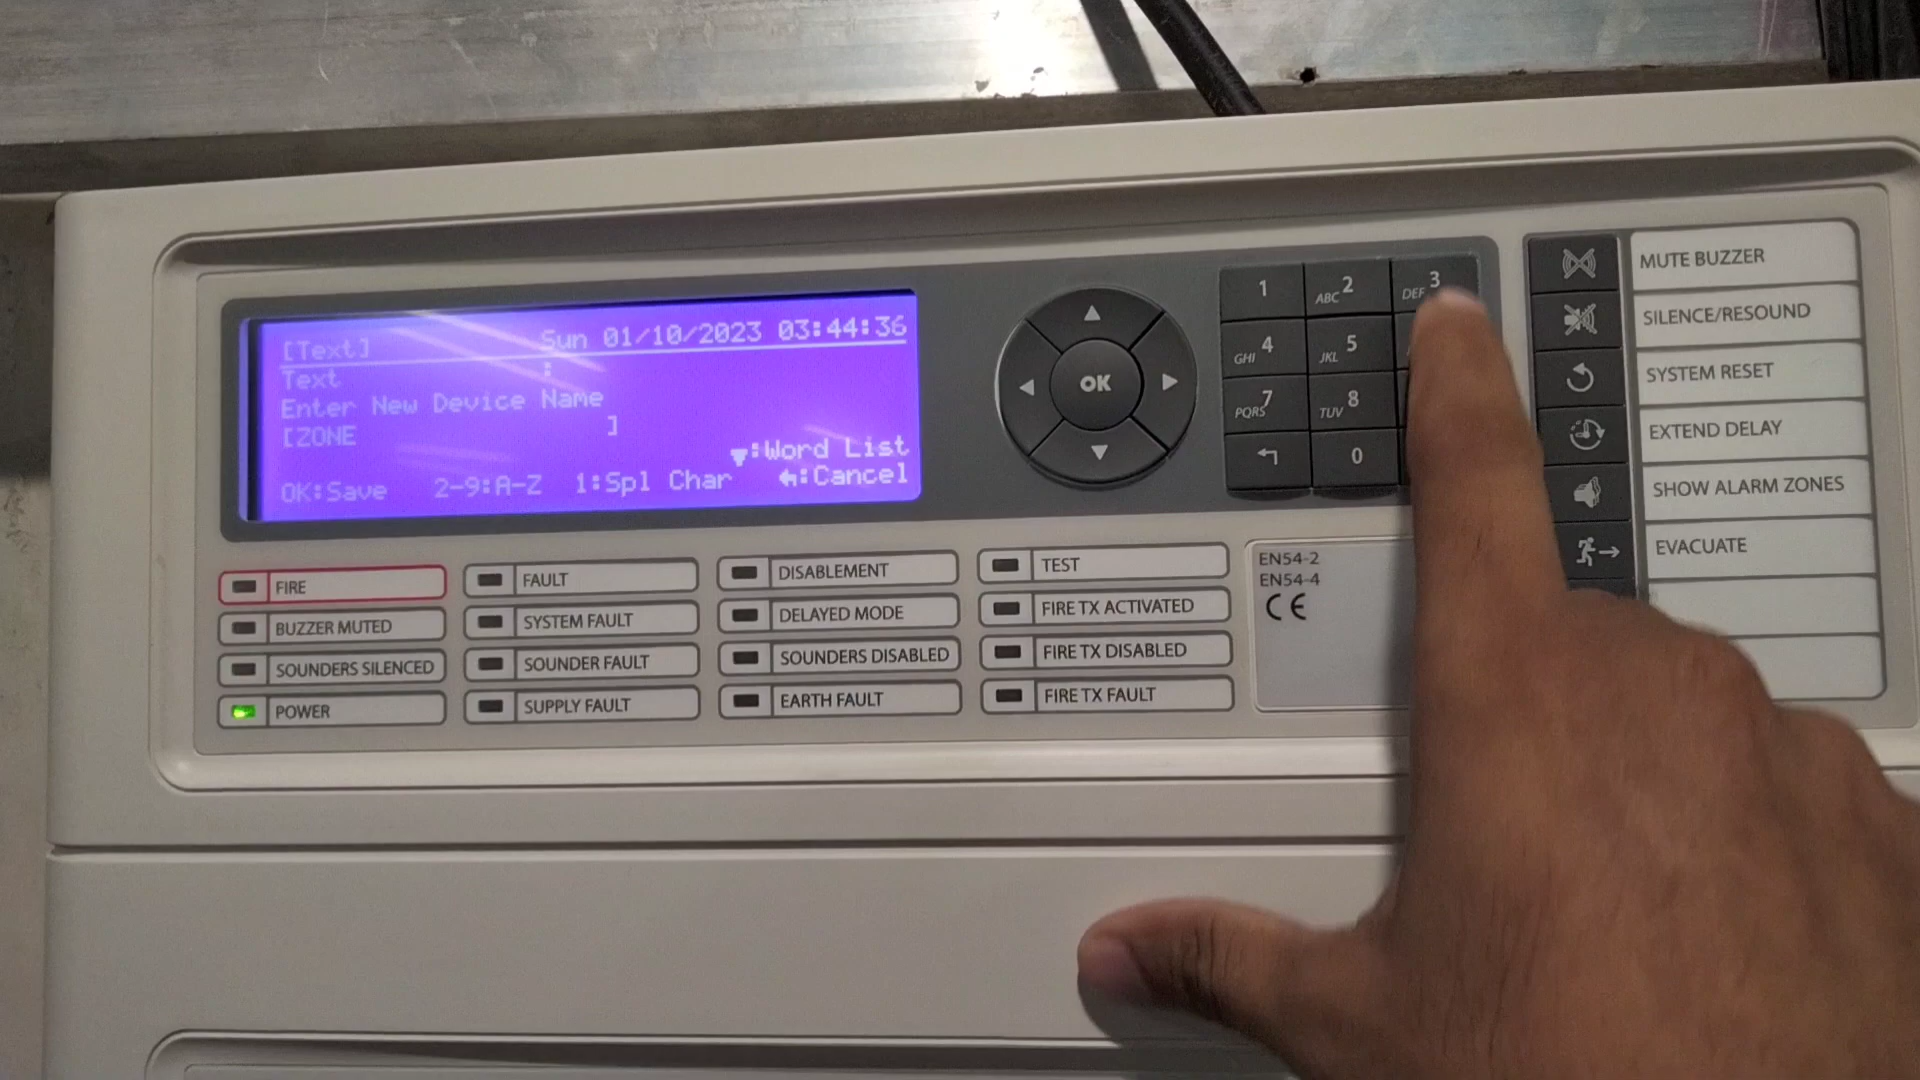 [Text] Sun 01/10/2023 03:44:36
Text :
Enter New Device Name
[ZONE ]
:Word List
OK:Save 2-9:A-Z 1:Spl Char :Cancel
OK
1
ABC 2
DEF 3
GHI 4
JKL 5
PQRS 7
TUV 8
0
MUTE BUZZER
SILENCE/RESOUND
SYSTEM RESET
EXTEND DELAY
SHOW ALARM ZONES
EVACUATE
FIRE
BUZZER MUTED
SOUNDERS SILENCED
POWER
FAULT
SYSTEM FAULT
SOUNDER FAULT
SUPPLY FAULT
DISABLEMENT
DELAYED MODE
SOUNDERS DISABLED
EARTH FAULT
TEST
FIRE TX ACTIVATED
FIRE TX DISABLED
FIRE TX FAULT
EN54-2
EN54-4
CE